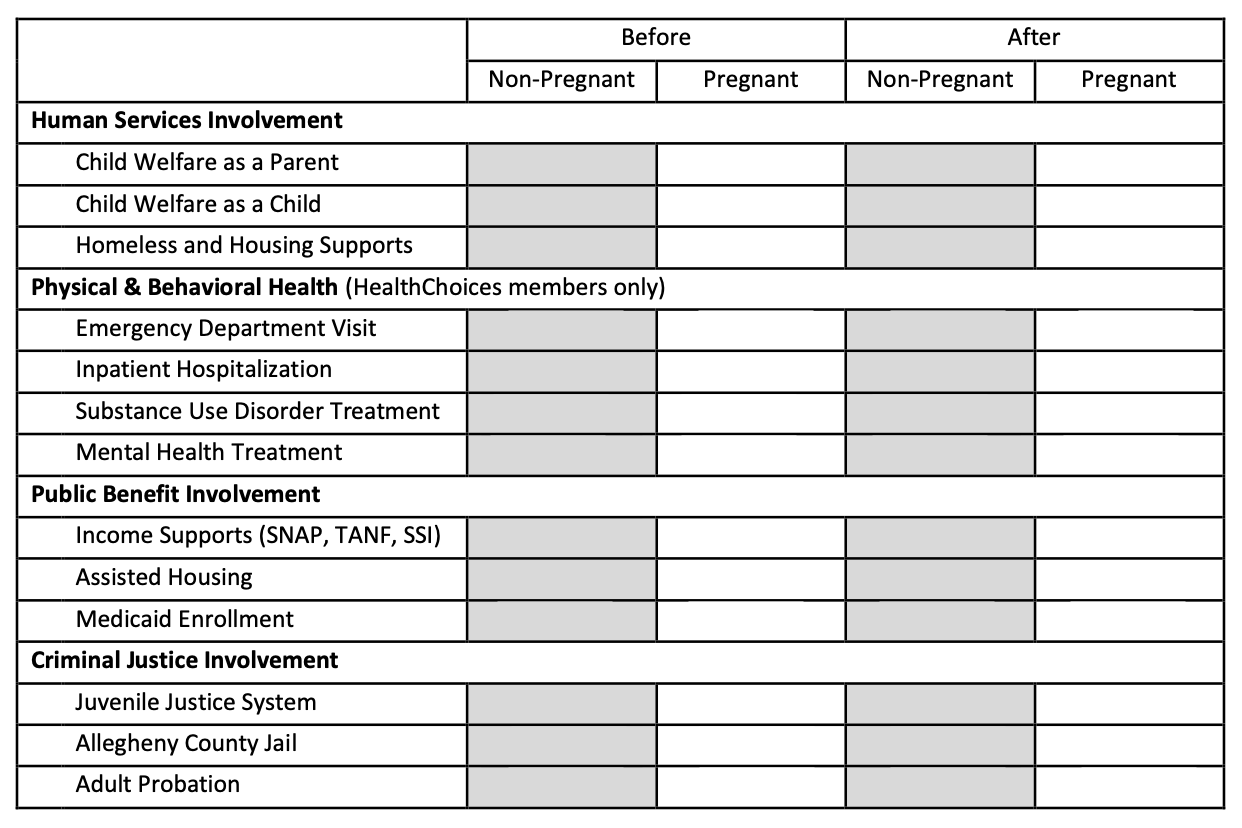 Before After
Non-Pregnant Pregnant Non-Pregnant Pregnant
Human Services Involvement
Child Welfare as a Parent
Child Welfare as a Child
Homeless and Housing Supports
Physical & Behavioral Health (HealthChoices members only)
Emergency Department Visit
Inpatient Hospitalization
Substance Use Disorder Treatment
Mental Health Treatment
Public Benefit Involvement
Income Supports (SNAP, TANF, SSI)
Assisted Housing
Medicaid Enrollment
Criminal Justice Involvement
Juvenile Justice System
Allegheny County Jail
Adult Probation